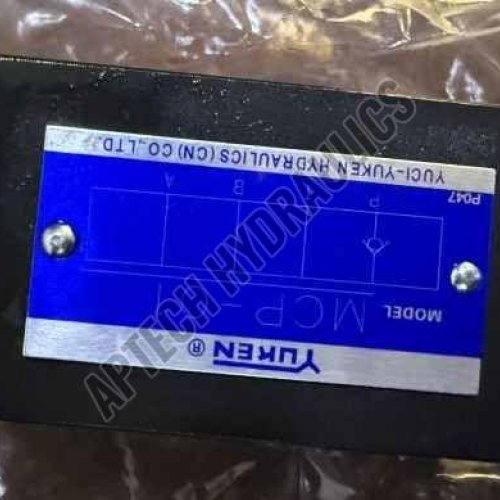 YUKEN ®
MODEL MCP
P B A
P047
YUCI-YUKEN HYDRAULICS (CN) CO.,LTD.
APTECH HYDRAULICS